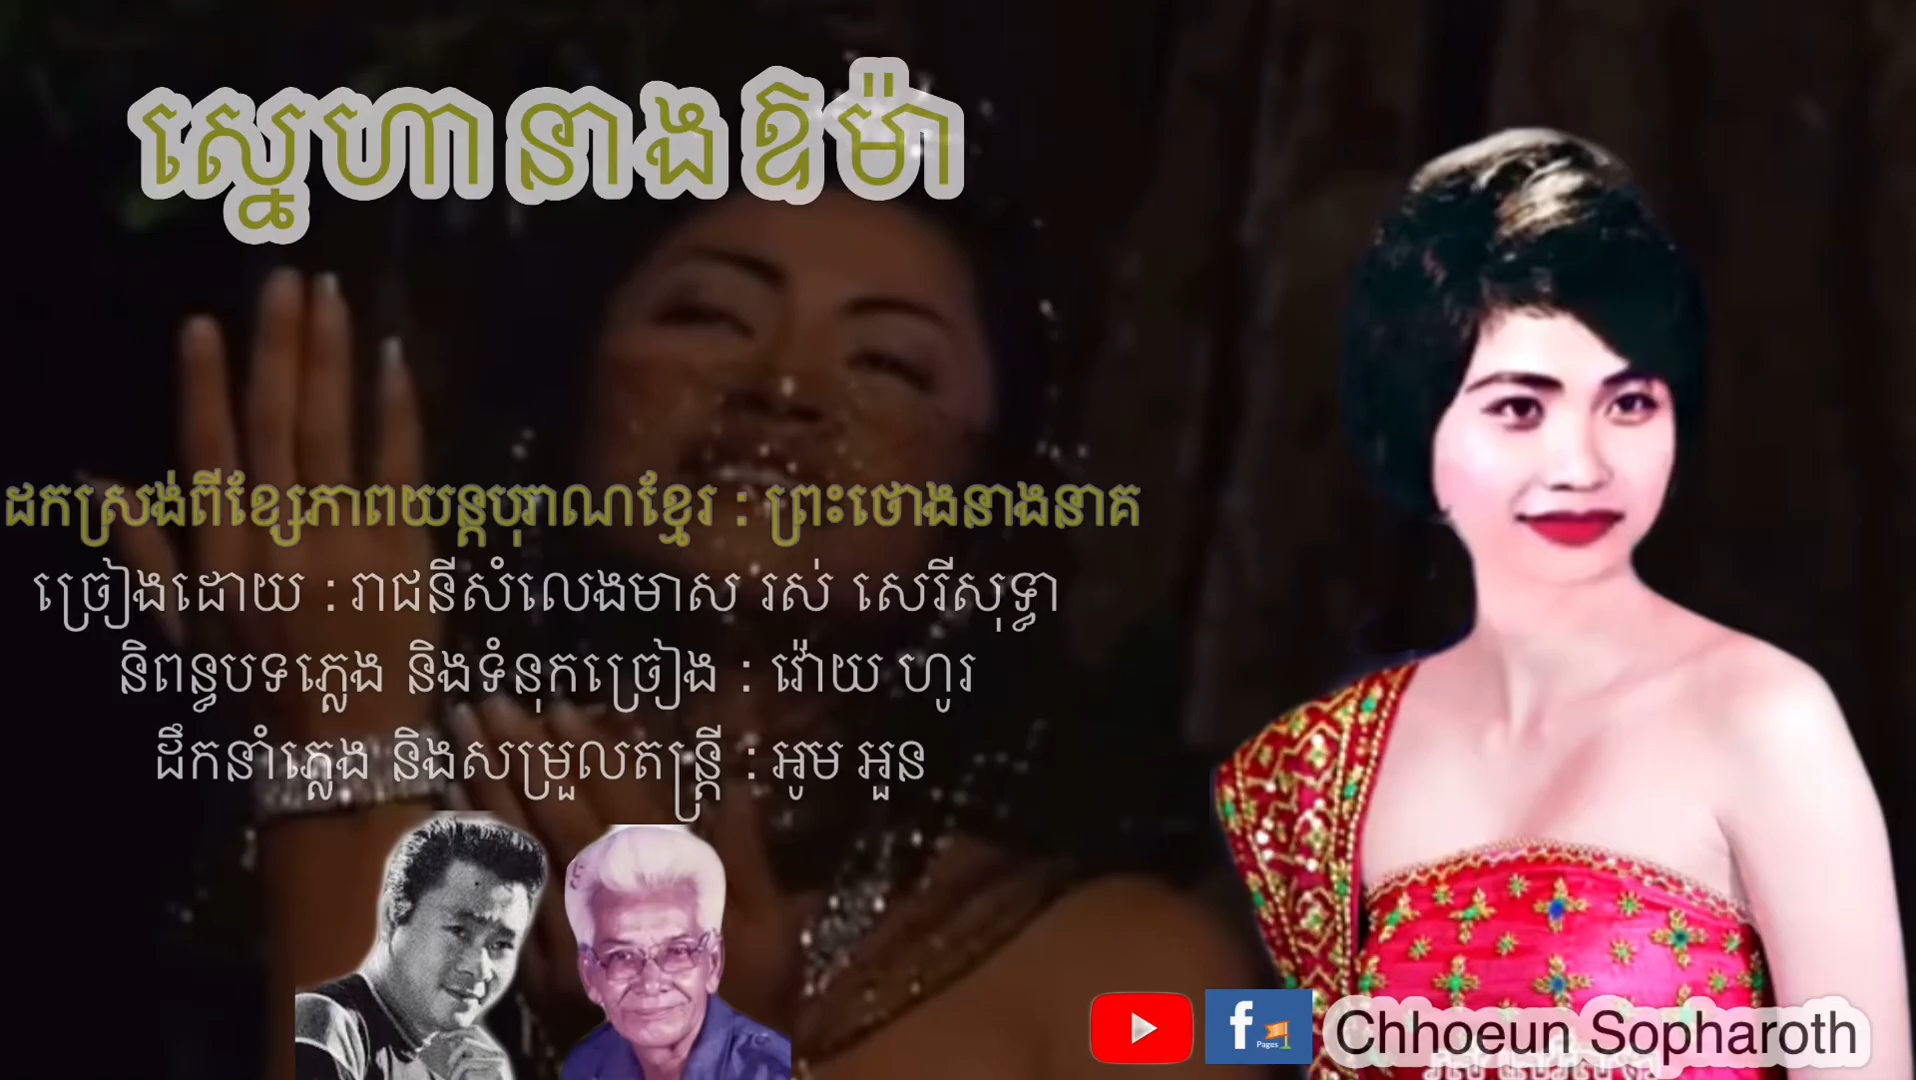 ស្នេហានាងឱម៉ា
ដកស្រង់ពីខ្សែភាពយន្តបុរាណខ្មែរ : ព្រះថោងនាងនាគ
ច្រៀងដោយ : រាជនីសំលេងមាស រស់ សេរីសុទ្ធា
និពន្ធបទភ្លេង និងទំនុកច្រៀង : វ៉ោយ ហូរ
ដឹកនាំភ្លេង និងសម្រួលតន្ត្រី : អូម អួន
f Pages
Chhoeun Sopharoth